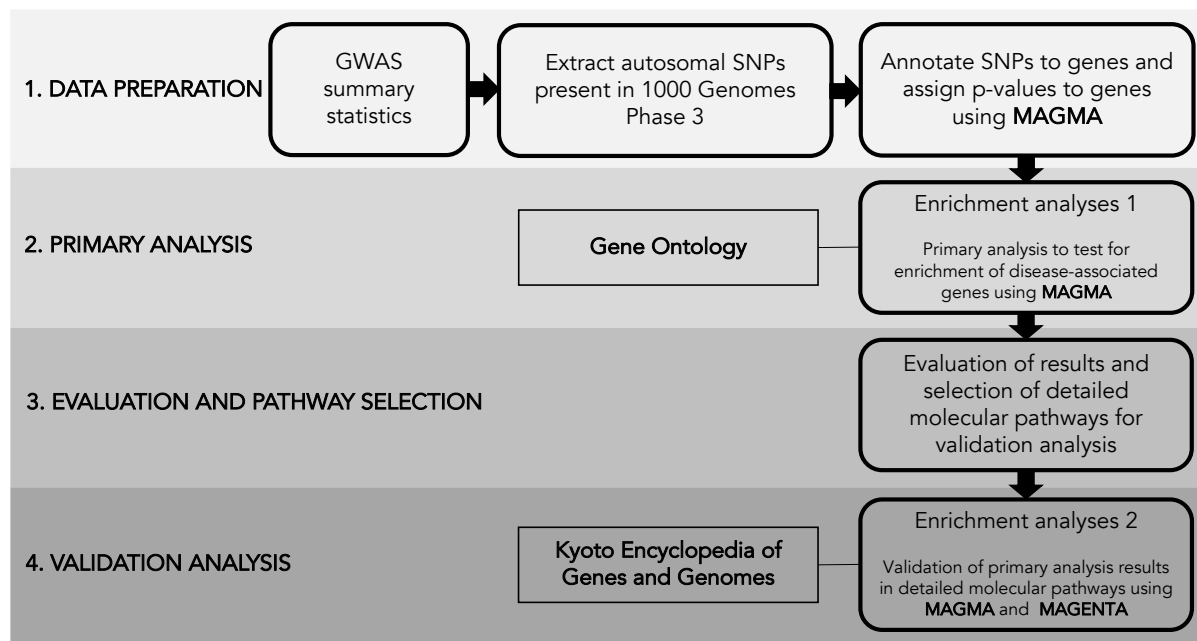 1. DATA PREPARATION
GWAS
summary
statistics
Extract autosomal SNPs
present in 1000 Genomes
Phase 3
Annotate SNPs to genes and
assign p-values to genes
using MAGMA
2. PRIMARY ANALYSIS
Gene Ontology
Enrichment analyses 1
Primary analysis to test for
enrichment of disease-associated
genes using MAGMA
3. EVALUATION AND PATHWAY SELECTION
Evaluation of results and
selection of detailed
molecular pathways for
validation analysis
4. VALIDATION ANALYSIS
Kyoto Encyclopedia of
Genes and Genomes
Enrichment analyses 2
Validation of primary analysis results
in detailed molecular pathways using
MAGMA and MAGENTA